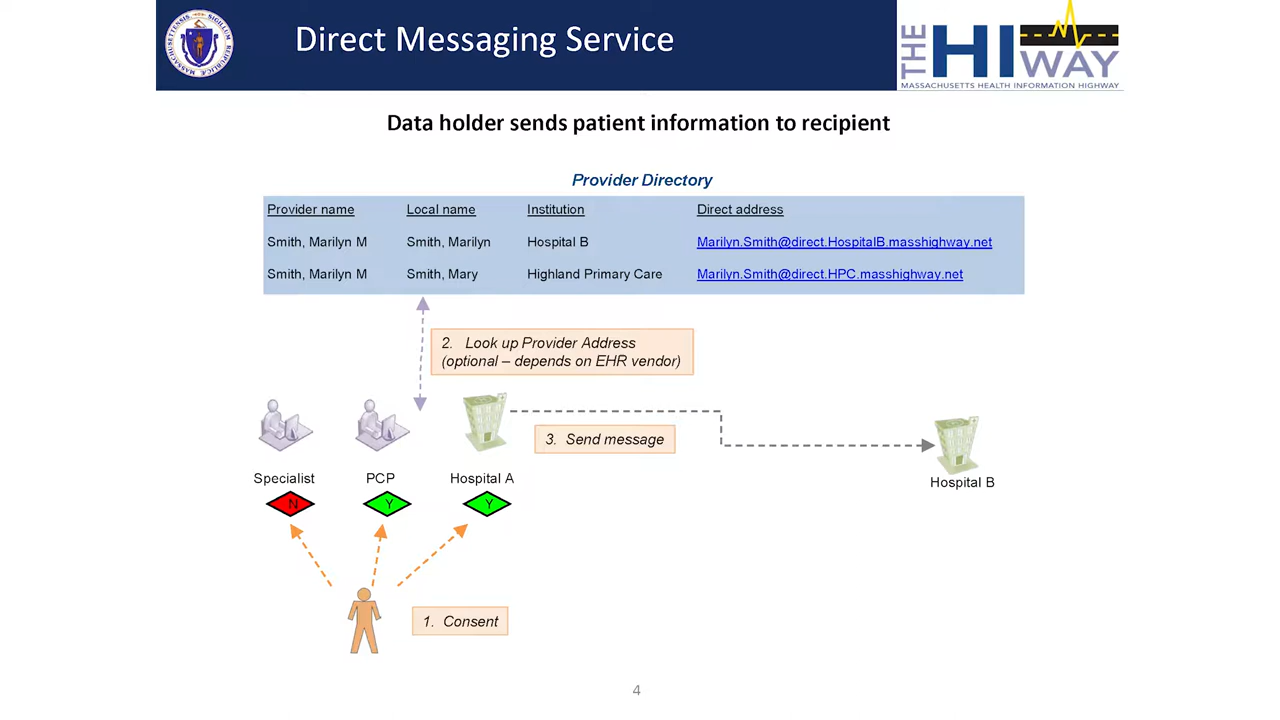 Direct Messaging Service
THE HIWAY
MASSACHUSETTS HEALTH INFORMATION HIGHWAY
Data holder sends patient information to recipient
Provider Directory
Provider name Local name Institution Direct address
Smith, Marilyn M Smith, Marilyn Hospital B Marilyn.Smith@direct.HospitalB.masshighway.net
Smith, Marilyn M Smith, Mary Highland Primary Care Marilyn.Smith@direct.HPC.masshighway.net
2. Look up Provider Address
(optional – depends on EHR vendor)
3. Send message
Specialist PCP Hospital A Hospital B
N Y Y
1. Consent
4